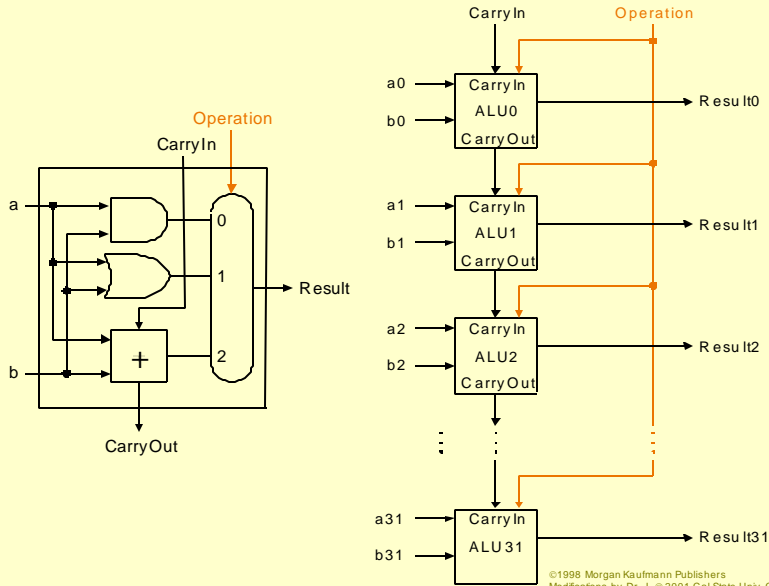 Operation
CarryIn
a
b
0
1
2
+
Result
CarryOut
CarryIn
Operation
a0
b0
CarryIn
ALU0
CarryOut
Result0
a1
b1
CarryIn
ALU1
CarryOut
Result1
a2
b2
CarryIn
ALU2
CarryOut
Result2
a31
b31
CarryIn
ALU31
Result31
©1998 Morgan Kaufmann Publishers